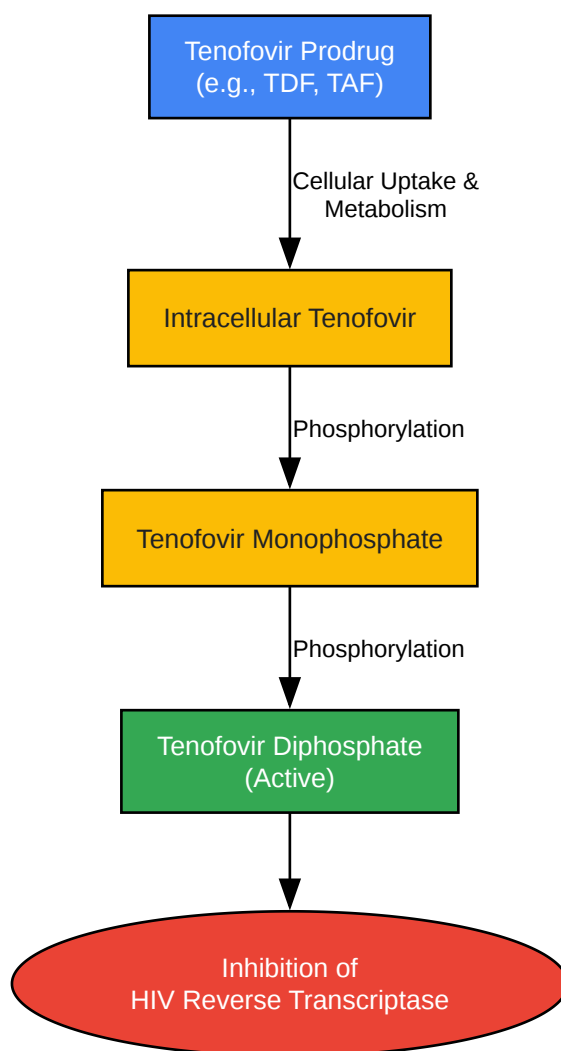 Tenofovir Prodrug
(e.g., TDF, TAF)
Cellular Uptake &
Metabolism
Intracellular Tenofovir
Phosphorylation
Tenofovir Monophosphate
Phosphorylation
Tenofovir Diphosphate
(Active)
Inhibition of
HIV Reverse Transcriptase